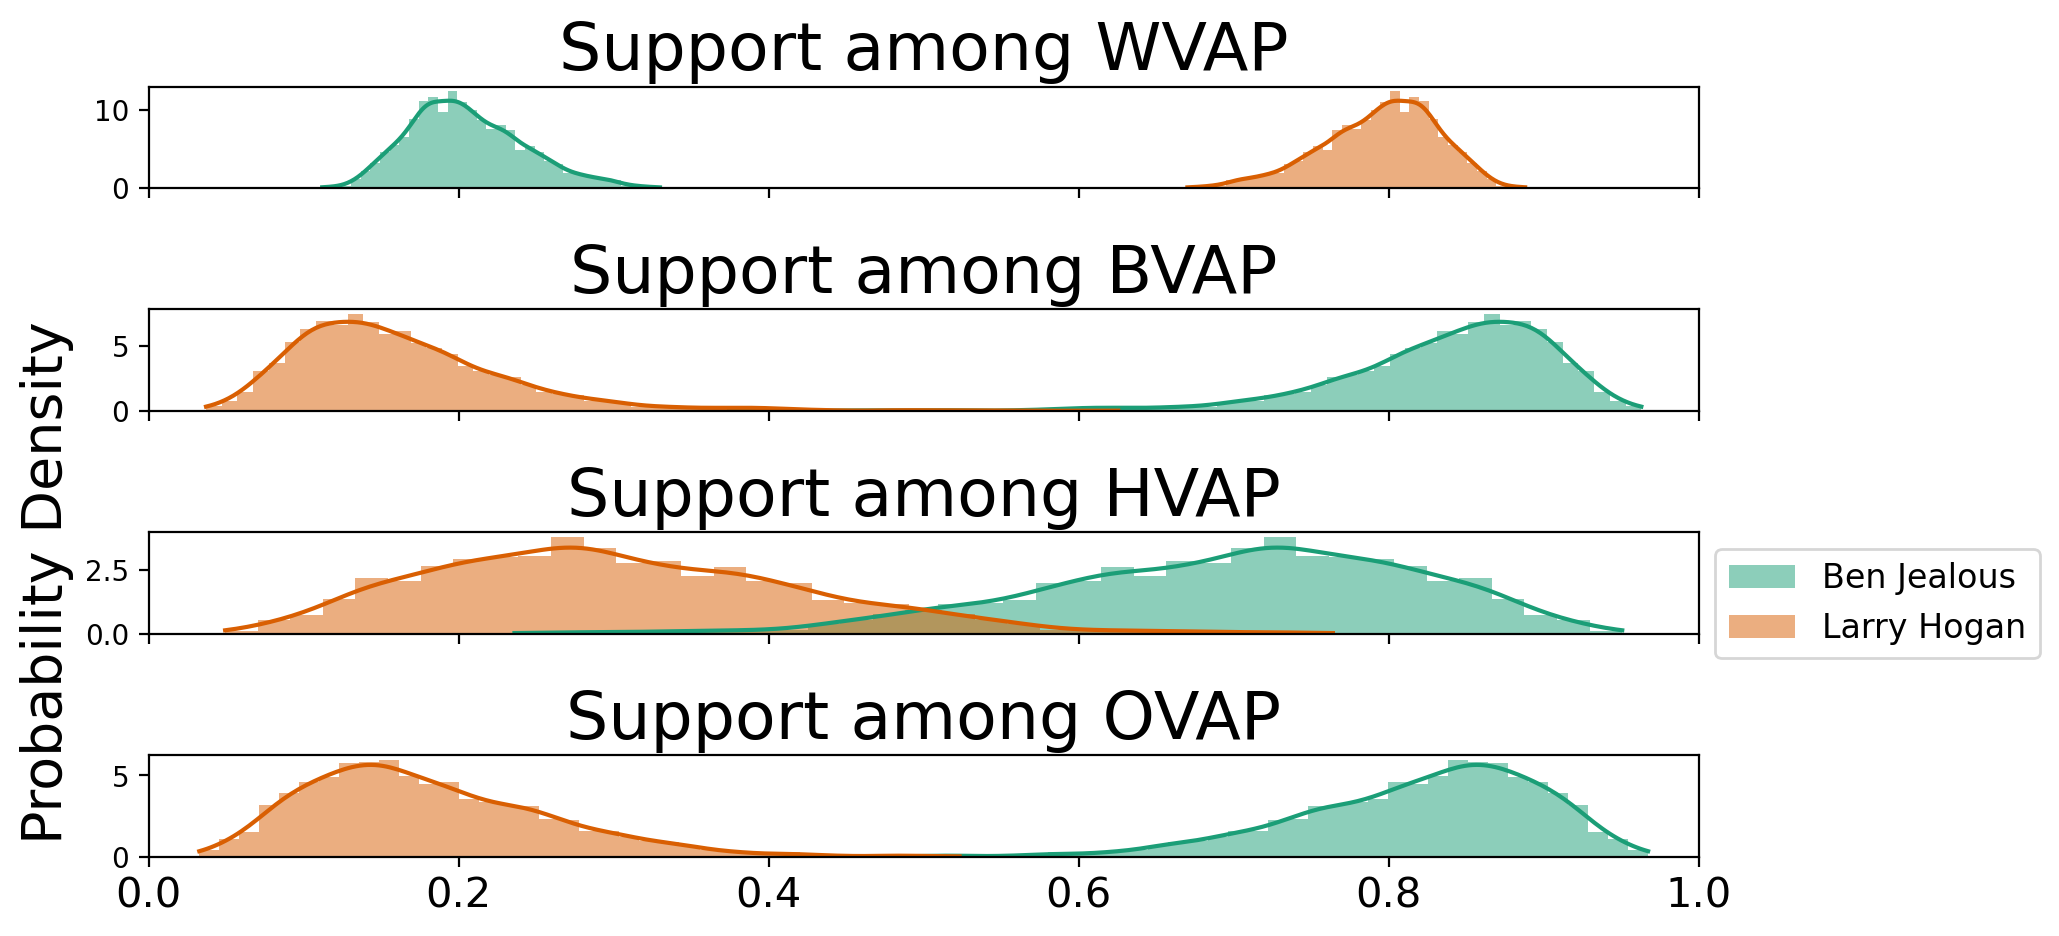 Support among WVAP
10
0
Support among BVAP
5
0
Probability Density
Support among HVAP
2.5
0.0
Ben Jealous
Larry Hogan
Support among OVAP
5
0
0.0 0.2 0.4 0.6 0.8 1.0